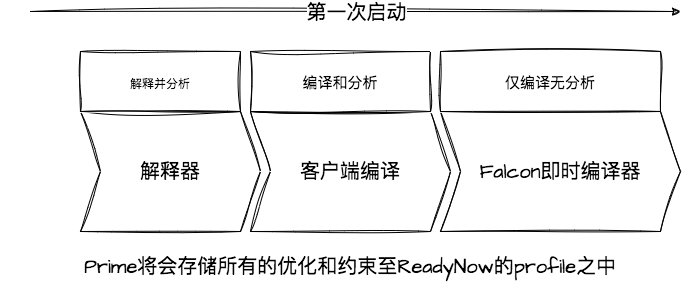 第一次启动
解释并分析
编译和分析
仅编译无分析
解释器
客户端编译
Falcon即时编译器
Prime将会存储所有的优化和约束至ReadyNow的profile之中